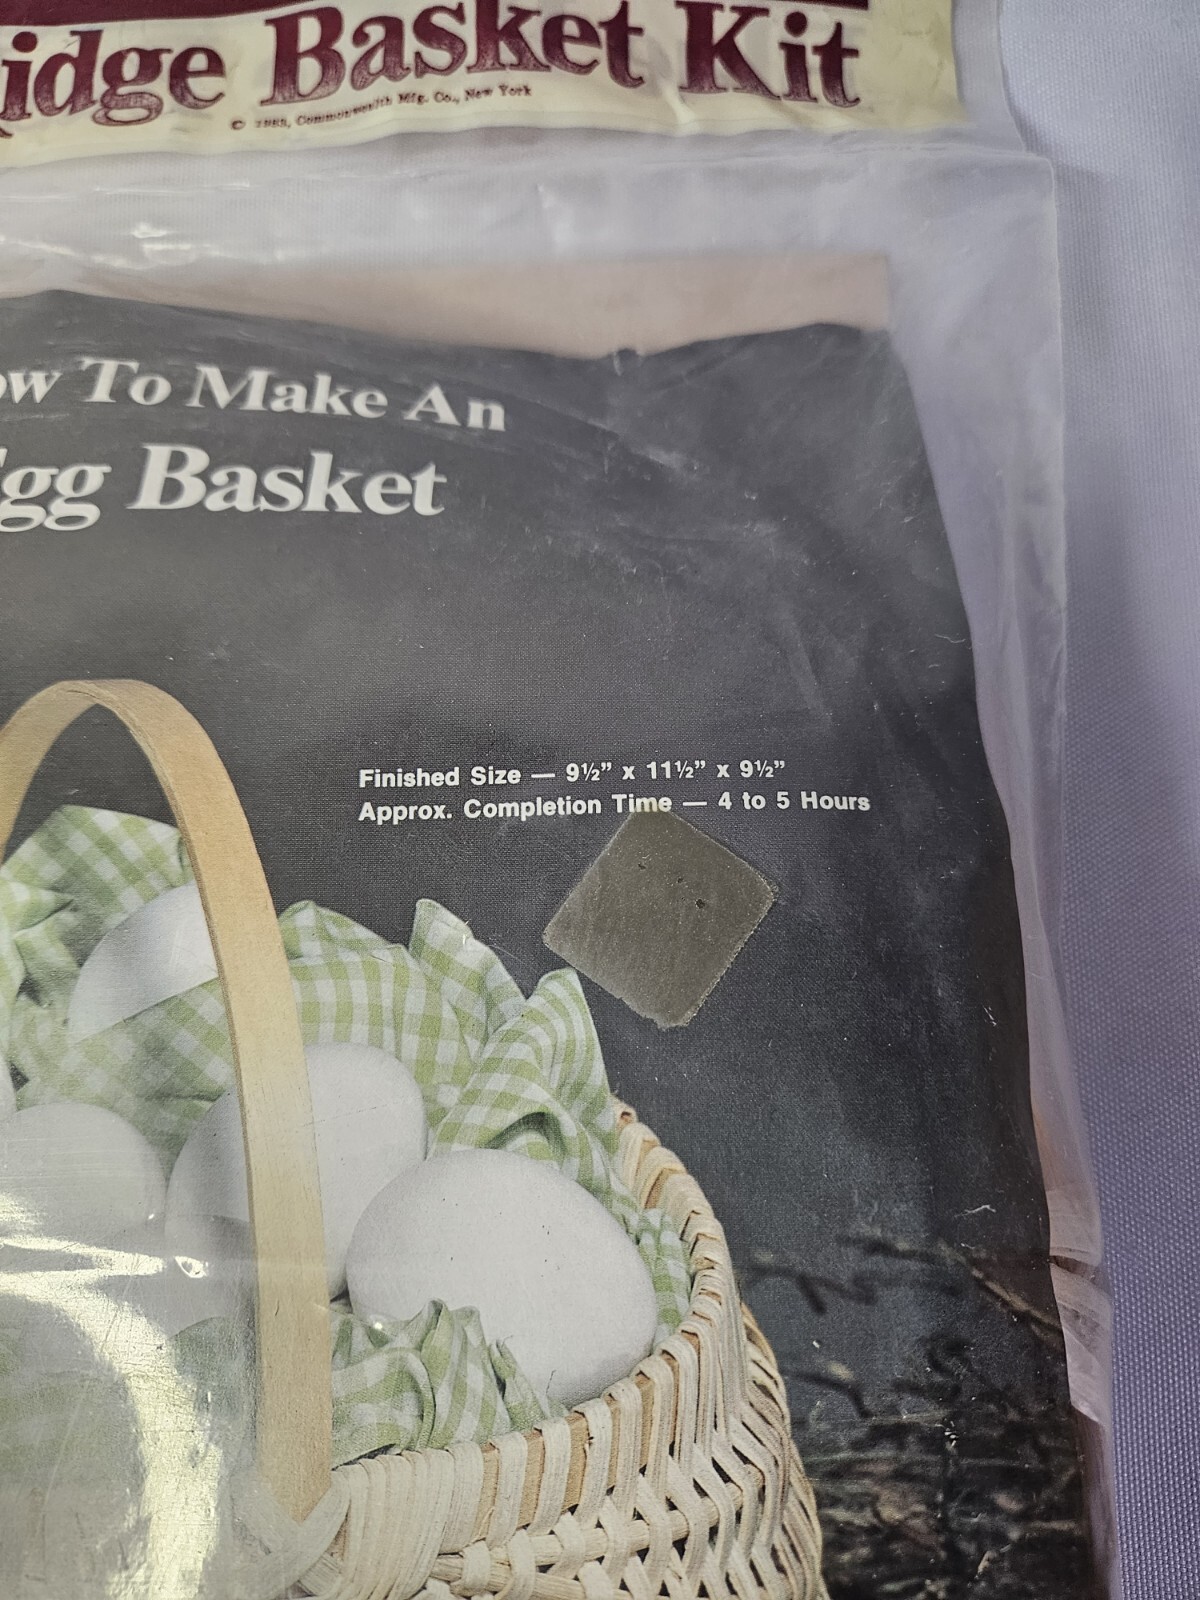 idge Basket Kit
Commonwealth Mfg. Co., New York
ow To Make An
gg Basket
Finished Size — 9½” x 11½” x 9½”
Approx. Completion Time — 4 to 5 Hours